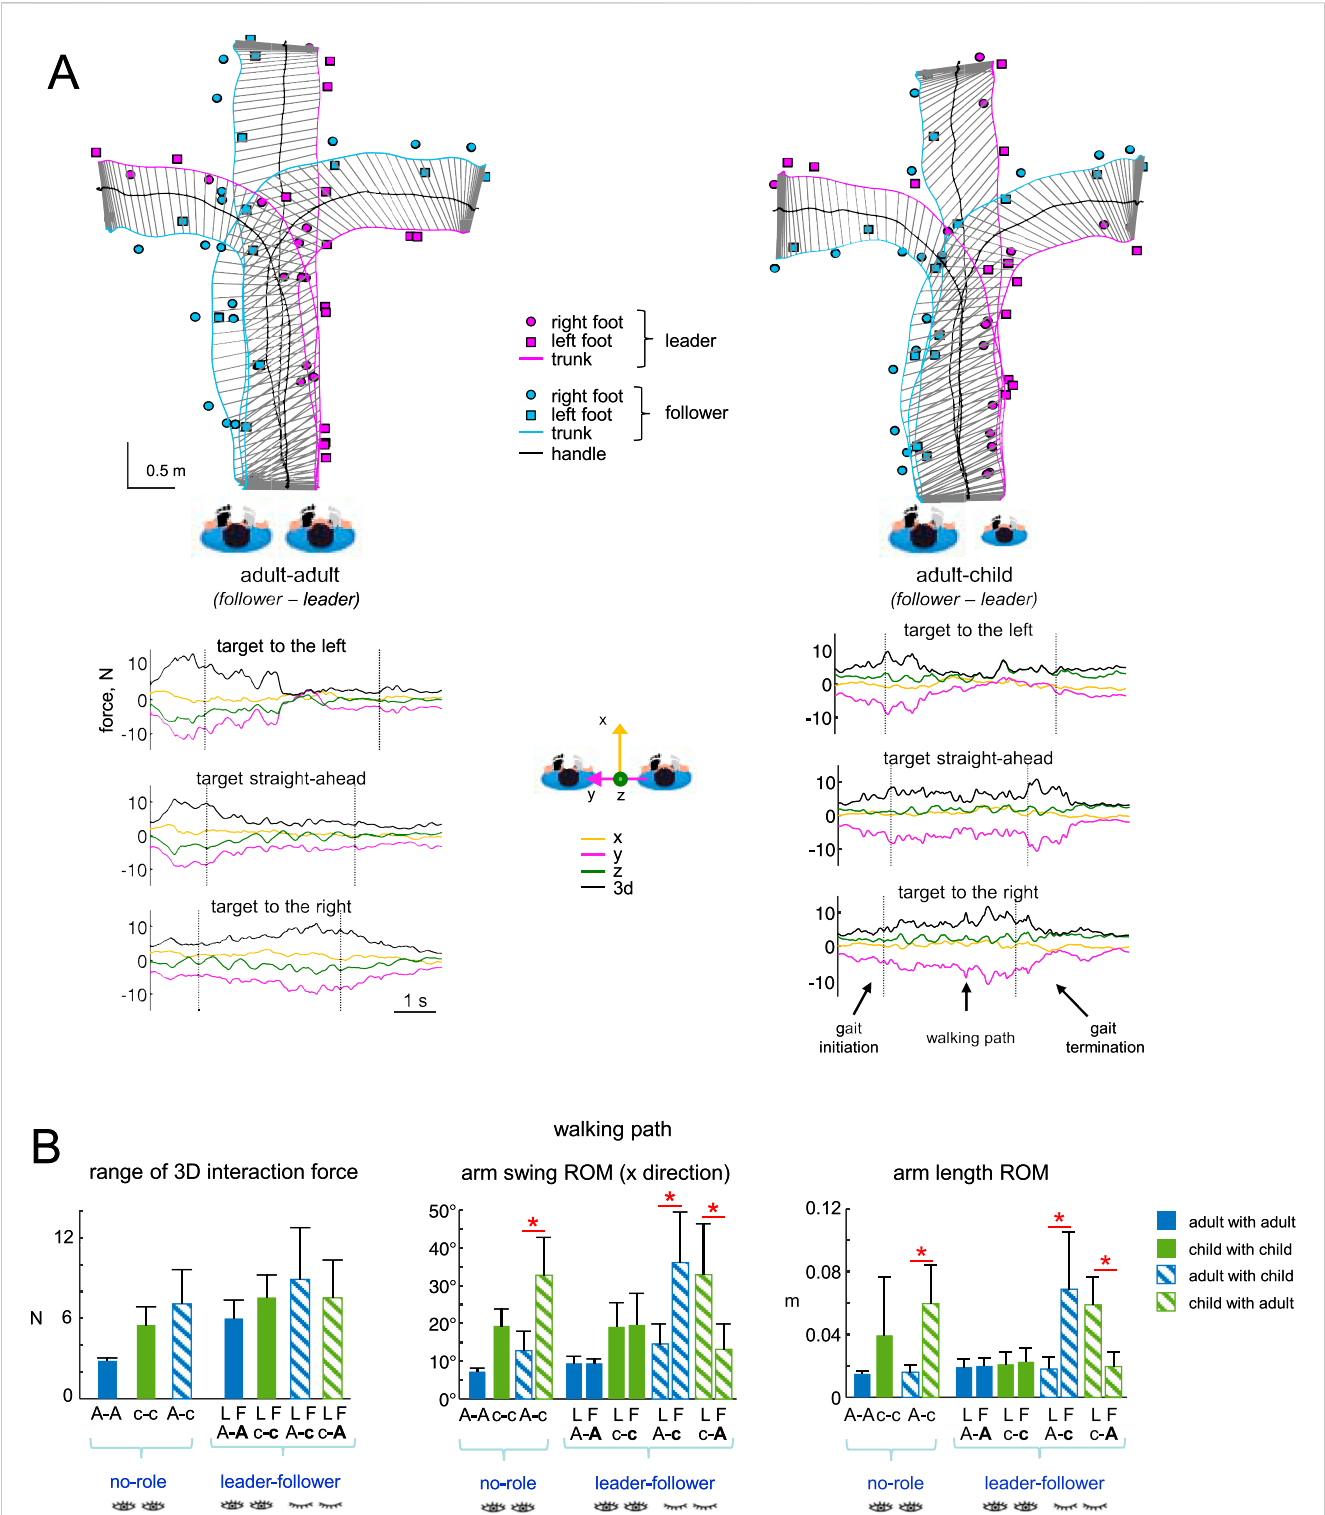 A
right foot
left foot
trunk
leader
right foot
left foot
trunk
follower
handle
0.5 m
adult-adult
(follower – leader)
adult-child
(follower – leader)
target to the left
force, N
10
0
-10
target straight-ahead
10
0
-10
target to the right
10
0
-10
1 s
x
y
z
x
y
z
3d
target to the left
10
0
-10
target straight-ahead
10
0
-10
target to the right
10
0
-10
gait
initiation
walking path
gait
termination
B
walking path
range of 3D interaction force
12
N
6
0
A-A
c-c
A-c
L F
L F
L F
L F
A-A
c-c
A-c
c-A
no-role
leader-follower
arm swing ROM (x direction)
50°
40°
30°
20°
10°
0°
*
*
*
A-A
c-c
A-c
L F
L F
L F
L F
A-A
c-c
A-c
c-A
no-role
leader-follower
arm length ROM
0.12
0.08
m
0.04
0
*
*
*
A-A
c-c
A-c
L F
L F
L F
L F
A-A
c-c
A-c
c-A
no-role
leader-follower
adult with adult
child with child
adult with child
child with adult